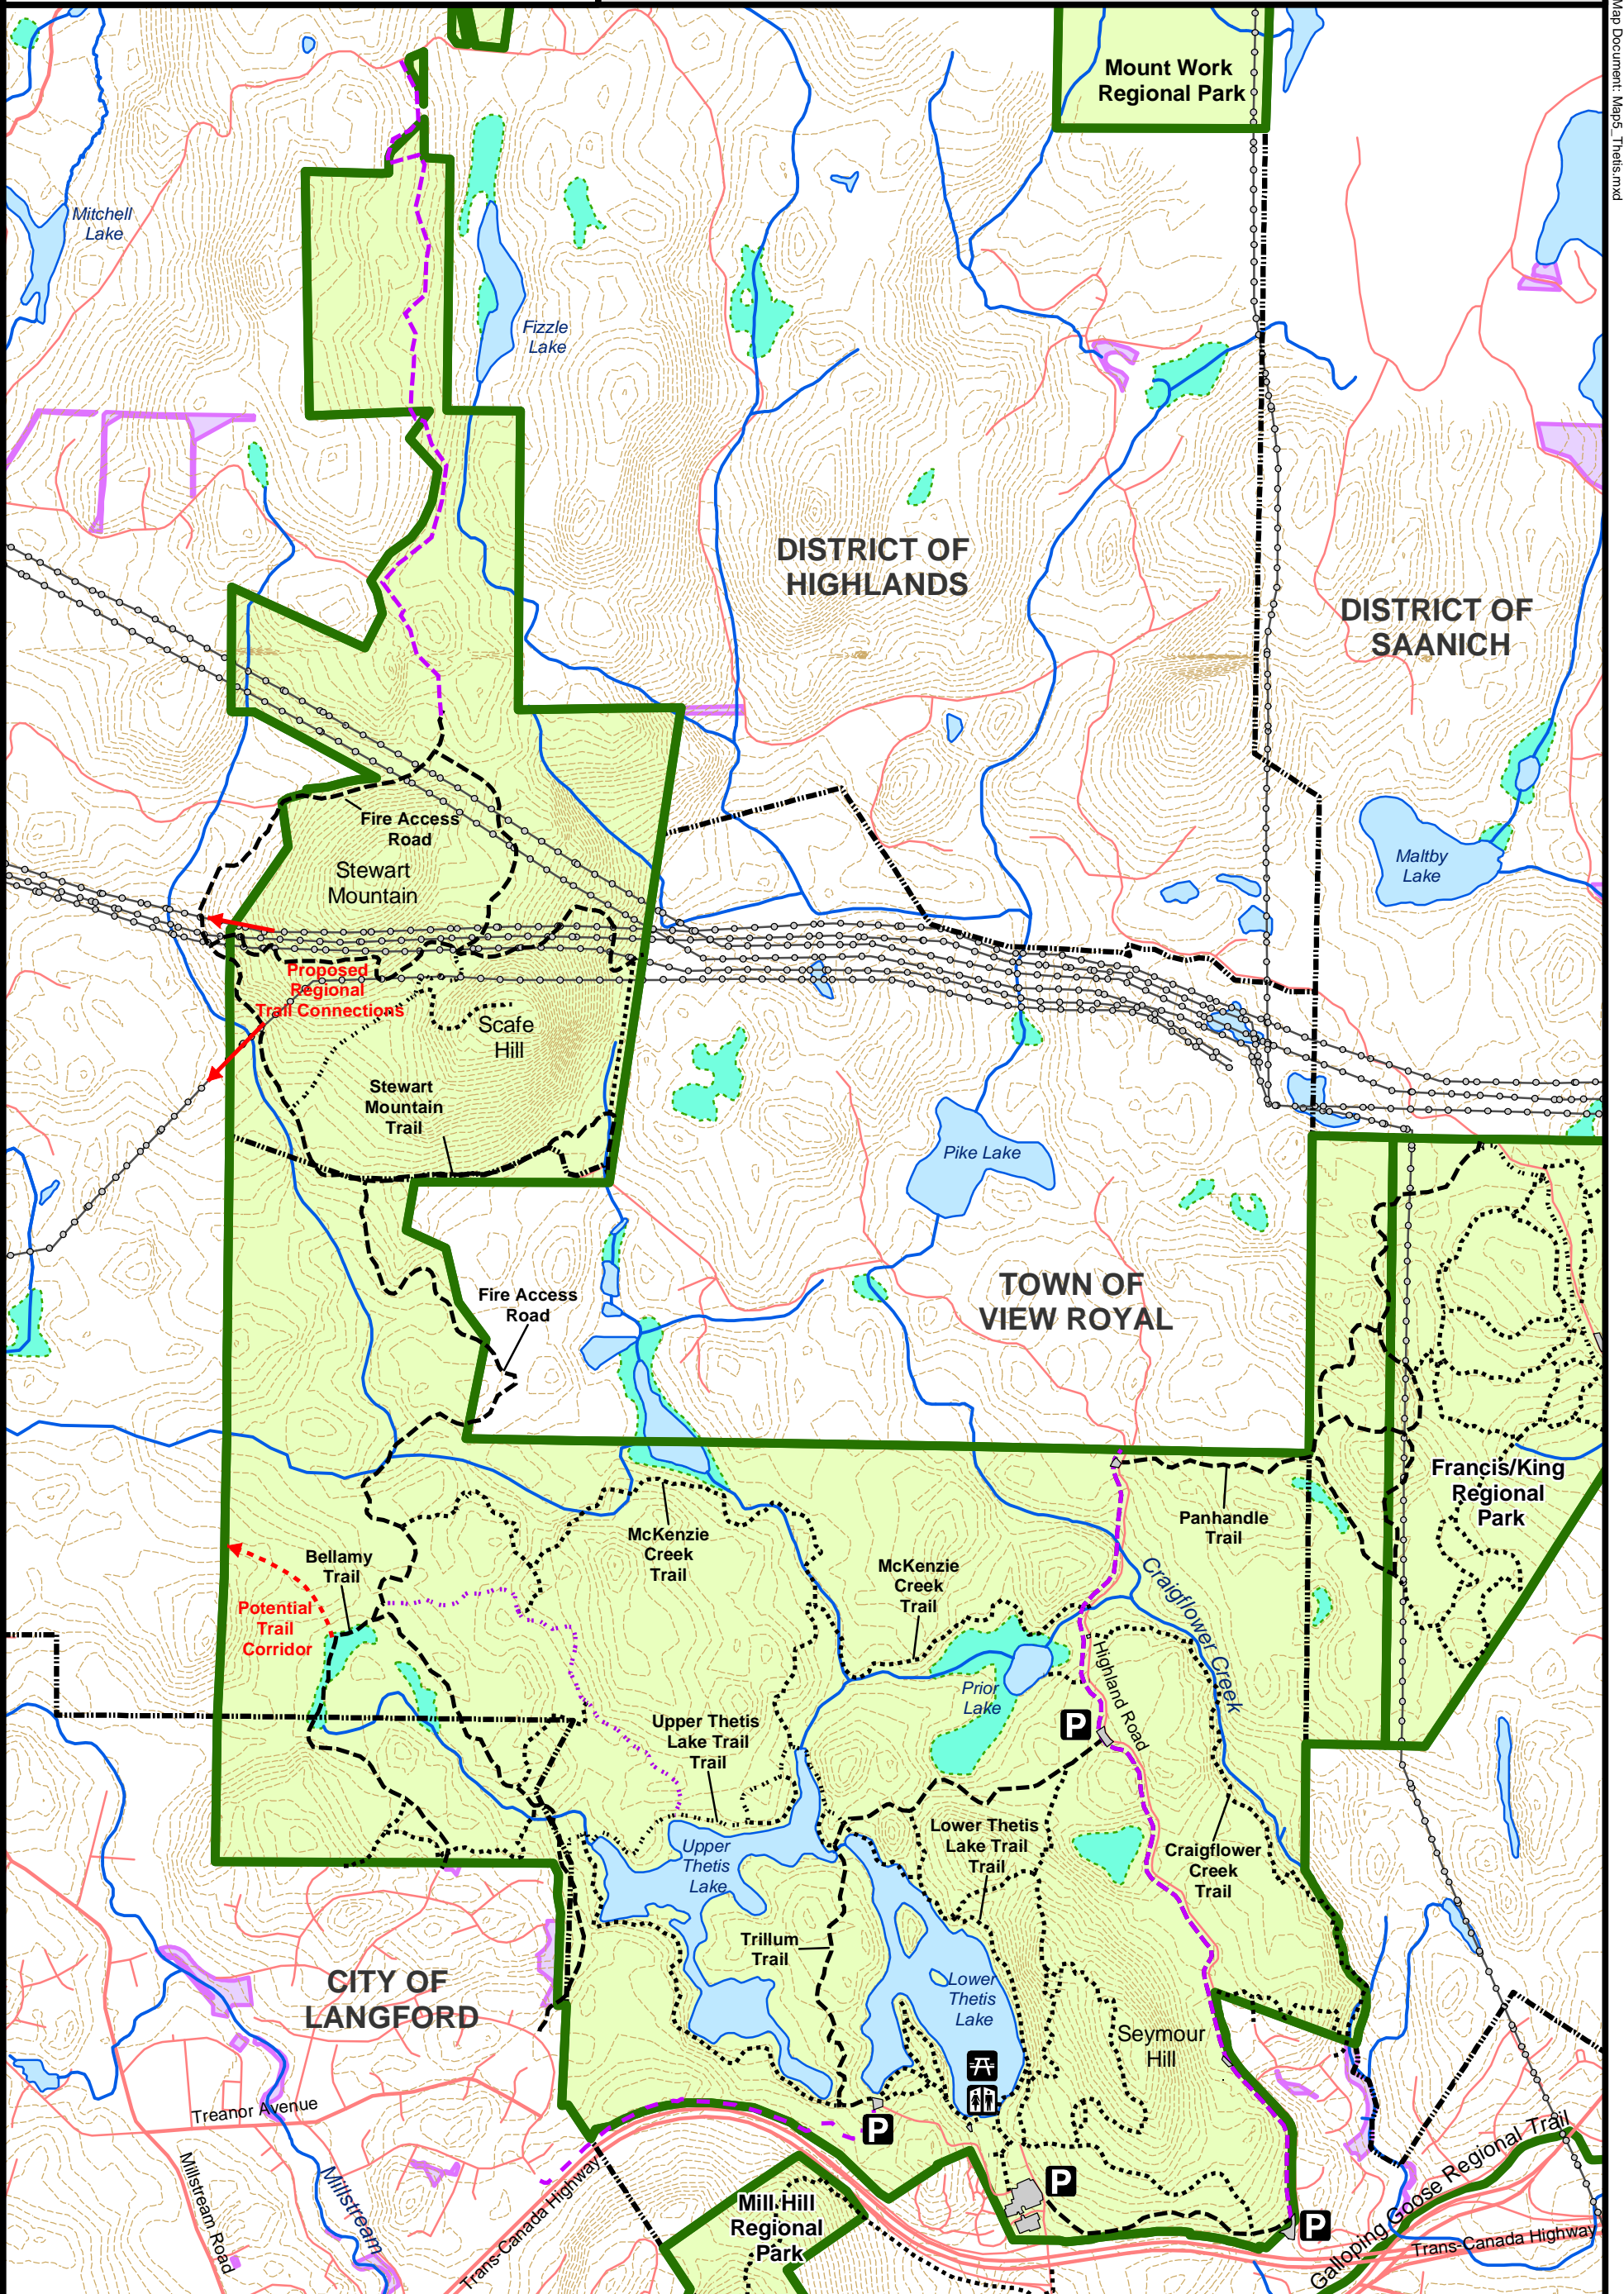 Map Document: Map5_Thetis.mxd
Mount Work
Regional Park
Mitchell
Lake
Fizzle
Lake
DISTRICT OF
HIGHLANDS
DISTRICT OF
SAANICH
Fire Access
Road
Stewart
Mountain
Maltby
Lake
Proposed
Regional
Trail Connections
Scafe
Hill
Stewart
Mountain
Trail
Pike Lake
Fire Access
Road
TOWN OF
VIEW ROYAL
Francis/King
Regional
Park
Panhandle
Trail
McKenzie
Creek
Trail
Bellamy
Trail
McKenzie
Creek
Trail
Craigflower Creek
Potential
Trail
Corridor
Highland Road
Prior
Lake
P
Upper Thetis
Lake Trail
Trail
Lower Thetis
Lake Trail
Trail
Upper
Thetis
Lake
Craigflower
Creek
Trail
Trillum
Trail
CITY OF
LANGFORD
Lower
Thetis
Lake
Seymour
Hill
Treanor Avenue
P
Millstream Road
Millstream
Trans-Canada Highway
P
Mill Hill
Regional
Park
P
Galloping Goose Regional Trail
Trans-Canada Highway